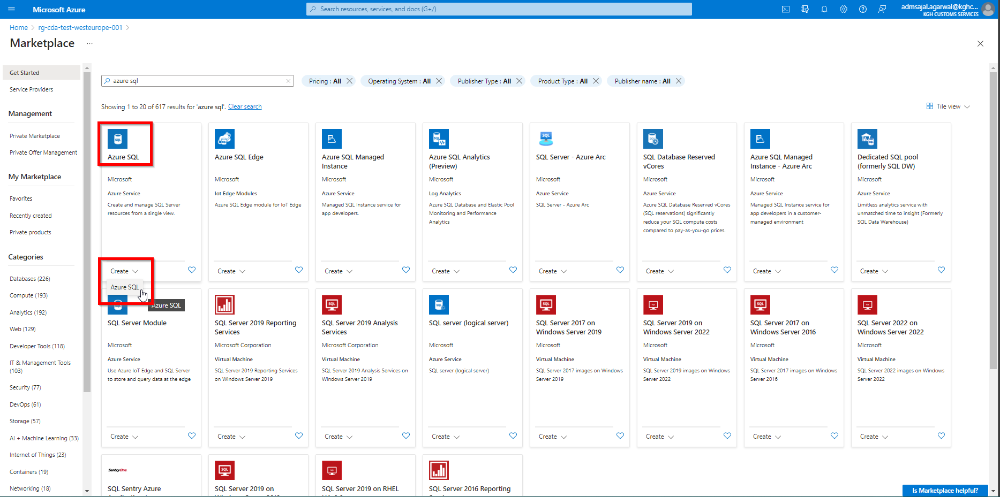 Microsoft Azure
Search resources, services, and docs (G+/)
admsajal.agarwal@kghc...
KGH CUSTOMS SERVICES
Home > rg-cda-test-westeurope-001 >
Marketplace ...
Get Started
Service Providers
Management
Private Marketplace
Private Offer Management
My Marketplace
Favorites
Recently created
Private products
Categories
Databases (226)
Compute (193)
Analytics (192)
Web (129)
Developer Tools (118)
IT & Management Tools
(103)
Security (77)
DevOps (61)
Storage (57)
AI + Machine Learning (33)
Internet of Things (23)
Containers (19)
Networking (18)
azure sql
Pricing : All
Operating System : All
Publisher Type : All
Product Type : All
Publisher name : All
Showing 1 to 20 of 617 results for 'azure sql'. Clear search
Tile view
Azure SQL
Microsoft
Azure Service
Create and manage SQL Server
resources from a single view.
Create
Azure SQL
Azure SQL
Azure SQL Edge
Microsoft
Iot Edge Modules
Azure SQL Edge module for IoT Edge
Create
Azure SQL Managed
Instance
Microsoft
Azure Service
Managed SQL Instance service for
app developers.
Create
Azure SQL Analytics
(Preview)
Microsoft
Log Analytics
Azure SQL Database and Elastic Pool
Monitoring and Performance
Analytics
Create
SQL Server - Azure Arc
Microsoft
Azure Service
SQL Server - Azure Arc
Create
SQL Database Reserved
vCores
Microsoft
Azure Service
Azure SQL Database Reserved vCores
(SQL reservations) significantly
reduce your SQL compute costs
compared to pay-as-you-go prices.
Create
Azure SQL Managed
Instance - Azure Arc
Microsoft
Azure Service
Managed SQL Instance service for
app developers in a customer-
managed environment
Create
Dedicated SQL pool
(formerly SQL DW)
Microsoft
Azure Service
Limitless analytics service with
unmatched time to insight (Formerly
SQL Data Warehouse)
Create
SQL Server Module
Microsoft
Azure Service
Use Azure IoT Edge and SQL Server
to store and query data at the edge
Create
SQL Server 2019 Reporting
Services
Microsoft Corporation
Virtual Machine
SQL Server 2019 Reporting Services
on Windows Server 2019
Create
SQL Server 2019 Analysis
Services
Microsoft Corporation
Virtual Machine
SQL Server 2019 Analysis Services on
Windows Server 2019
Create
SQL server (logical server)
Microsoft
Azure Service
SQL server (logical server)
Create
SQL Server 2017 on
Windows Server 2019
Microsoft
Virtual Machine
SQL Server 2017 images on Windows
Server 2019
Create
SQL Server 2019 on
Windows Server 2022
Microsoft
Virtual Machine
SQL Server 2019 images on Windows
Server 2022
Create
SQL Server 2017 on
Windows Server 2016
Microsoft
Virtual Machine
SQL Server 2017 images on Windows
Server 2016
Create
SQL Server 2022 on
Windows Server 2022
Microsoft
Virtual Machine
SQL Server 2022 images on Windows
Server 2022
Create
SentryOne
SQL Sentry Azure
SQL Server 2019 on
SQL Server 2019 on RHEL
SQL Server 2016 Reporting
Is Marketplace helpful?